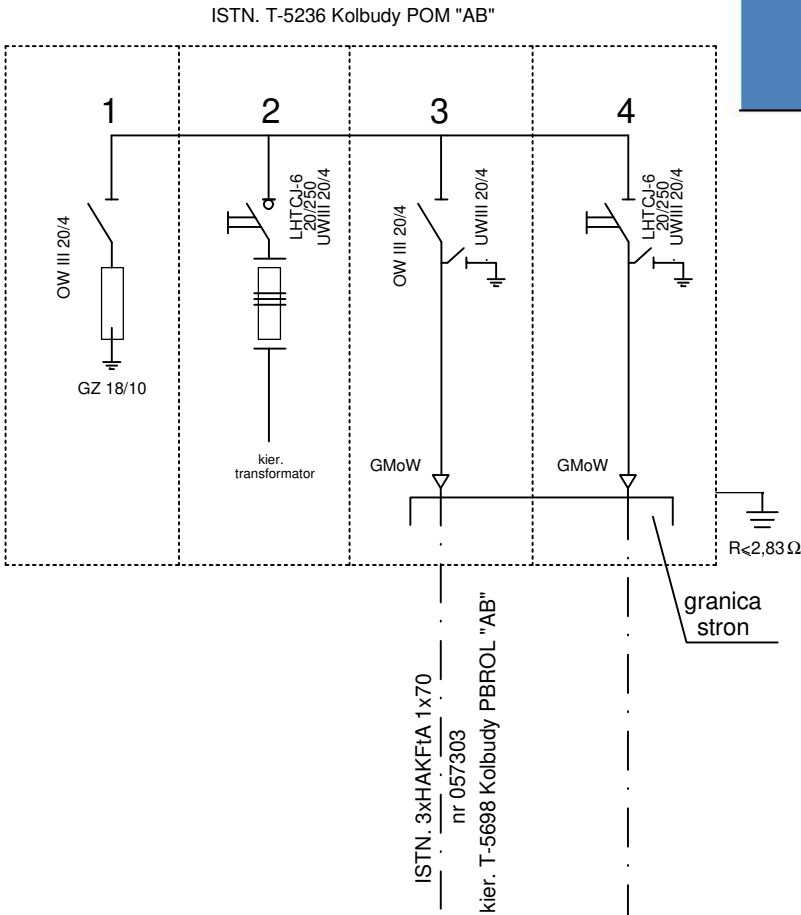 ISTN. T-5236 Kolbudy POM "AB"
1
2
3
4
OW III 20/4
LHTCJ-6
20/250
UWIII 20/4
OW III 20/4
UWIII 20/4
LHTCJ-6
20/250
UWIII 20/4
GZ 18/10
kier.
transformator
GMoW
GMoW
R≤2,83Ω
granica
stron
ISTN. 3xHAKFtA 1x70
nr 057303
kier. T-5698 Kolbudy PBROL "AB"